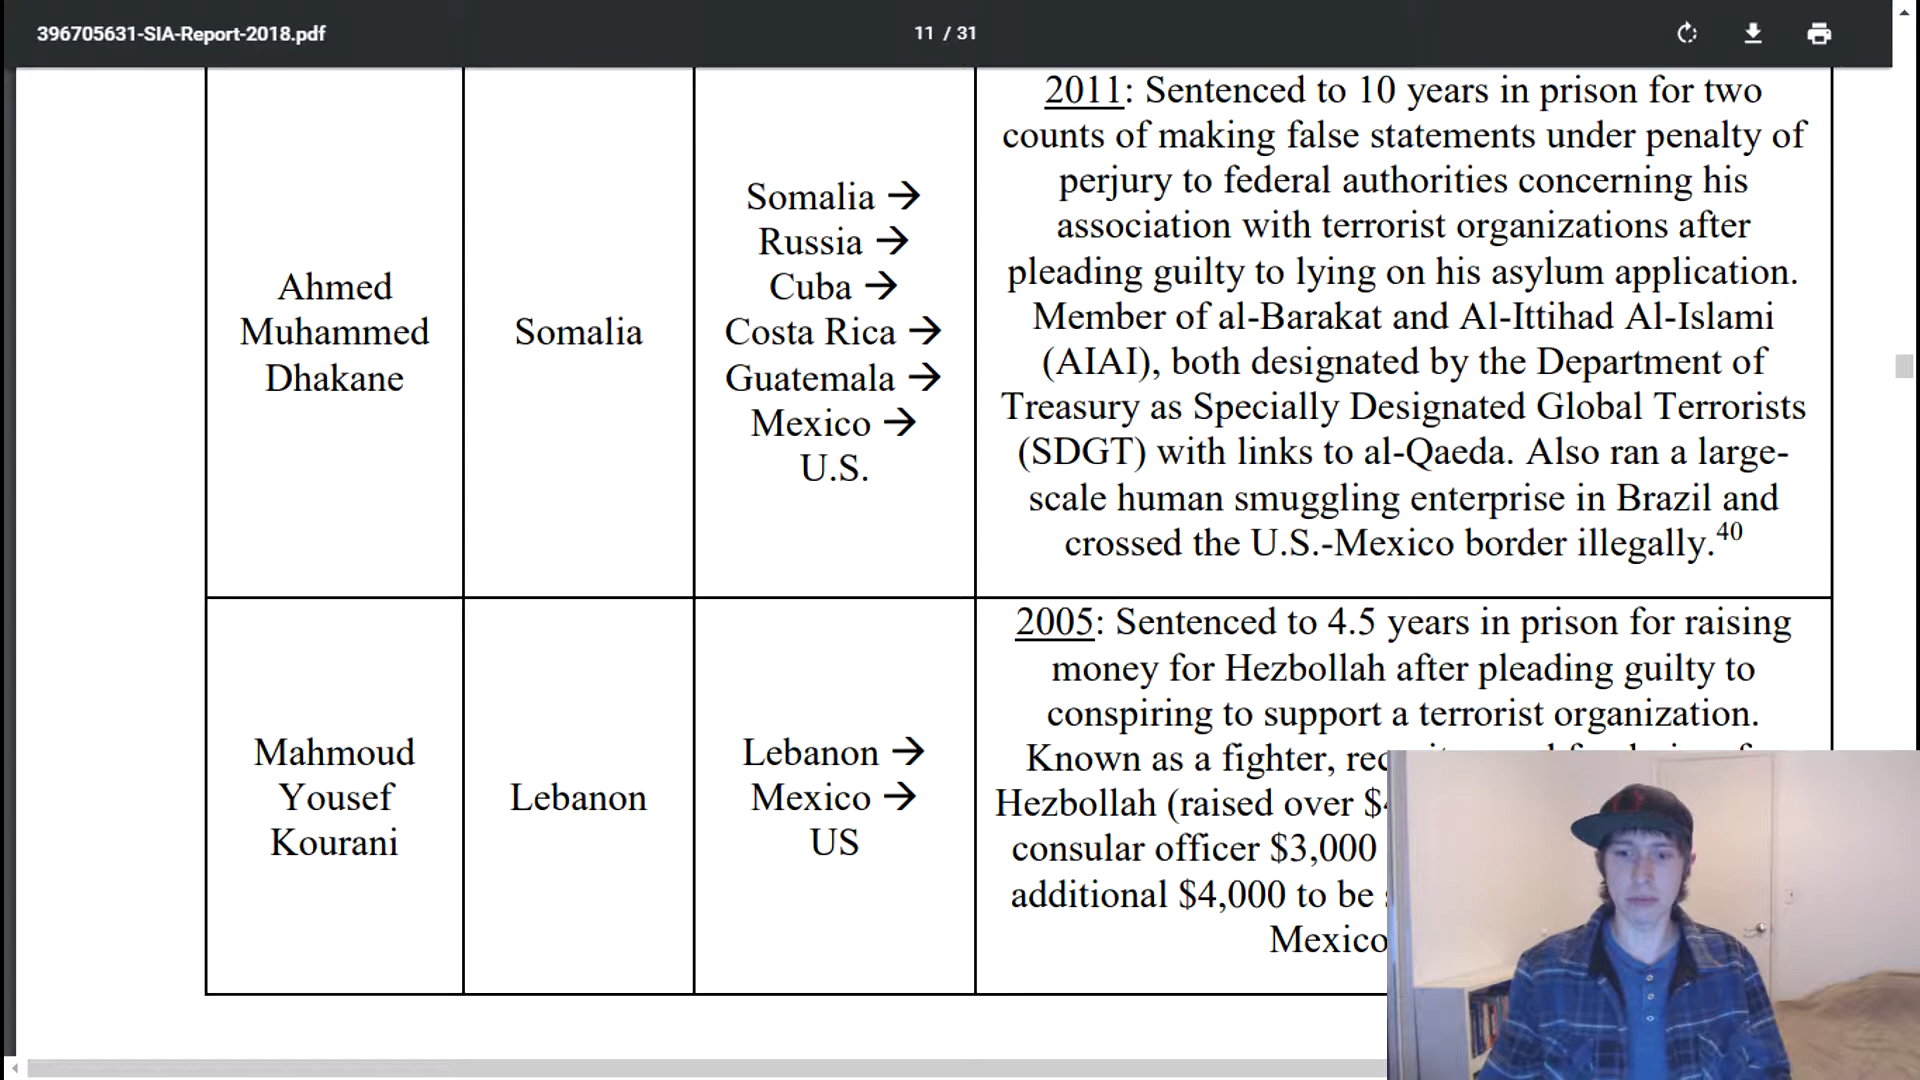 396705631-SIA-Report-2018.pdf
11 / 31
Ahmed
Muhammed
Dhakane
Somalia
Somalia →
Russia →
Cuba →
Costa Rica →
Guatemala →
Mexico →
U.S.
2011: Sentenced to 10 years in prison for two
counts of making false statements under penalty of
perjury to federal authorities concerning his
association with terrorist organizations after
pleading guilty to lying on his asylum application.
Member of al-Barakat and Al-Ittihad Al-Islami
(AIAI), both designated by the Department of
Treasury as Specially Designated Global Terrorists
(SDGT) with links to al-Qaeda. Also ran a large-
scale human smuggling enterprise in Brazil and
crossed the U.S.-Mexico border illegally.40
Mahmoud
Yousef
Kourani
Lebanon
Lebanon →
Mexico →
US
2005: Sentenced to 4.5 years in prison for raising
money for Hezbollah after pleading guilty to
conspiring to support a terrorist organization.
Known as a fighter,
Hezbollah (raised over
consular officer $3,000
additional $4,000 to be
Mexico